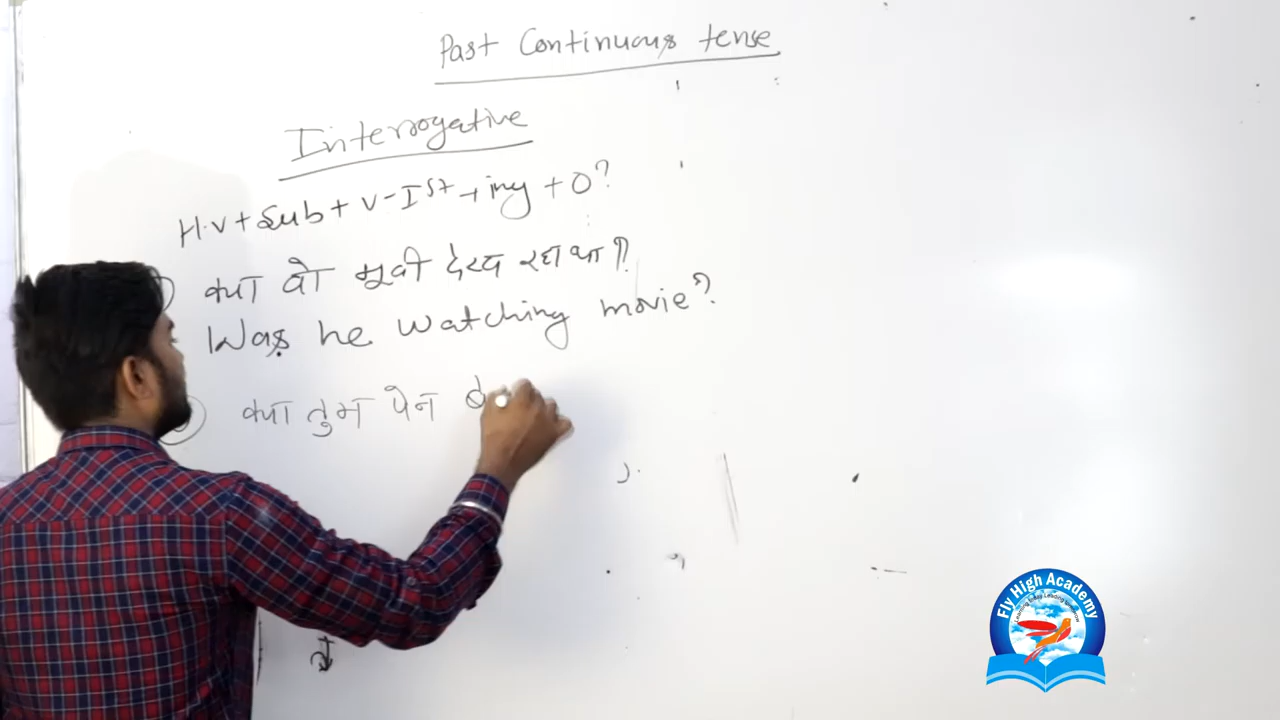 Past Continuous tense
Interrogative
H.V + Sub + V-Ist + ing + O?
क्या वो मूवी देख रहा था?
Was he watching movie?
क्या तुम पेन
Fly High Academy